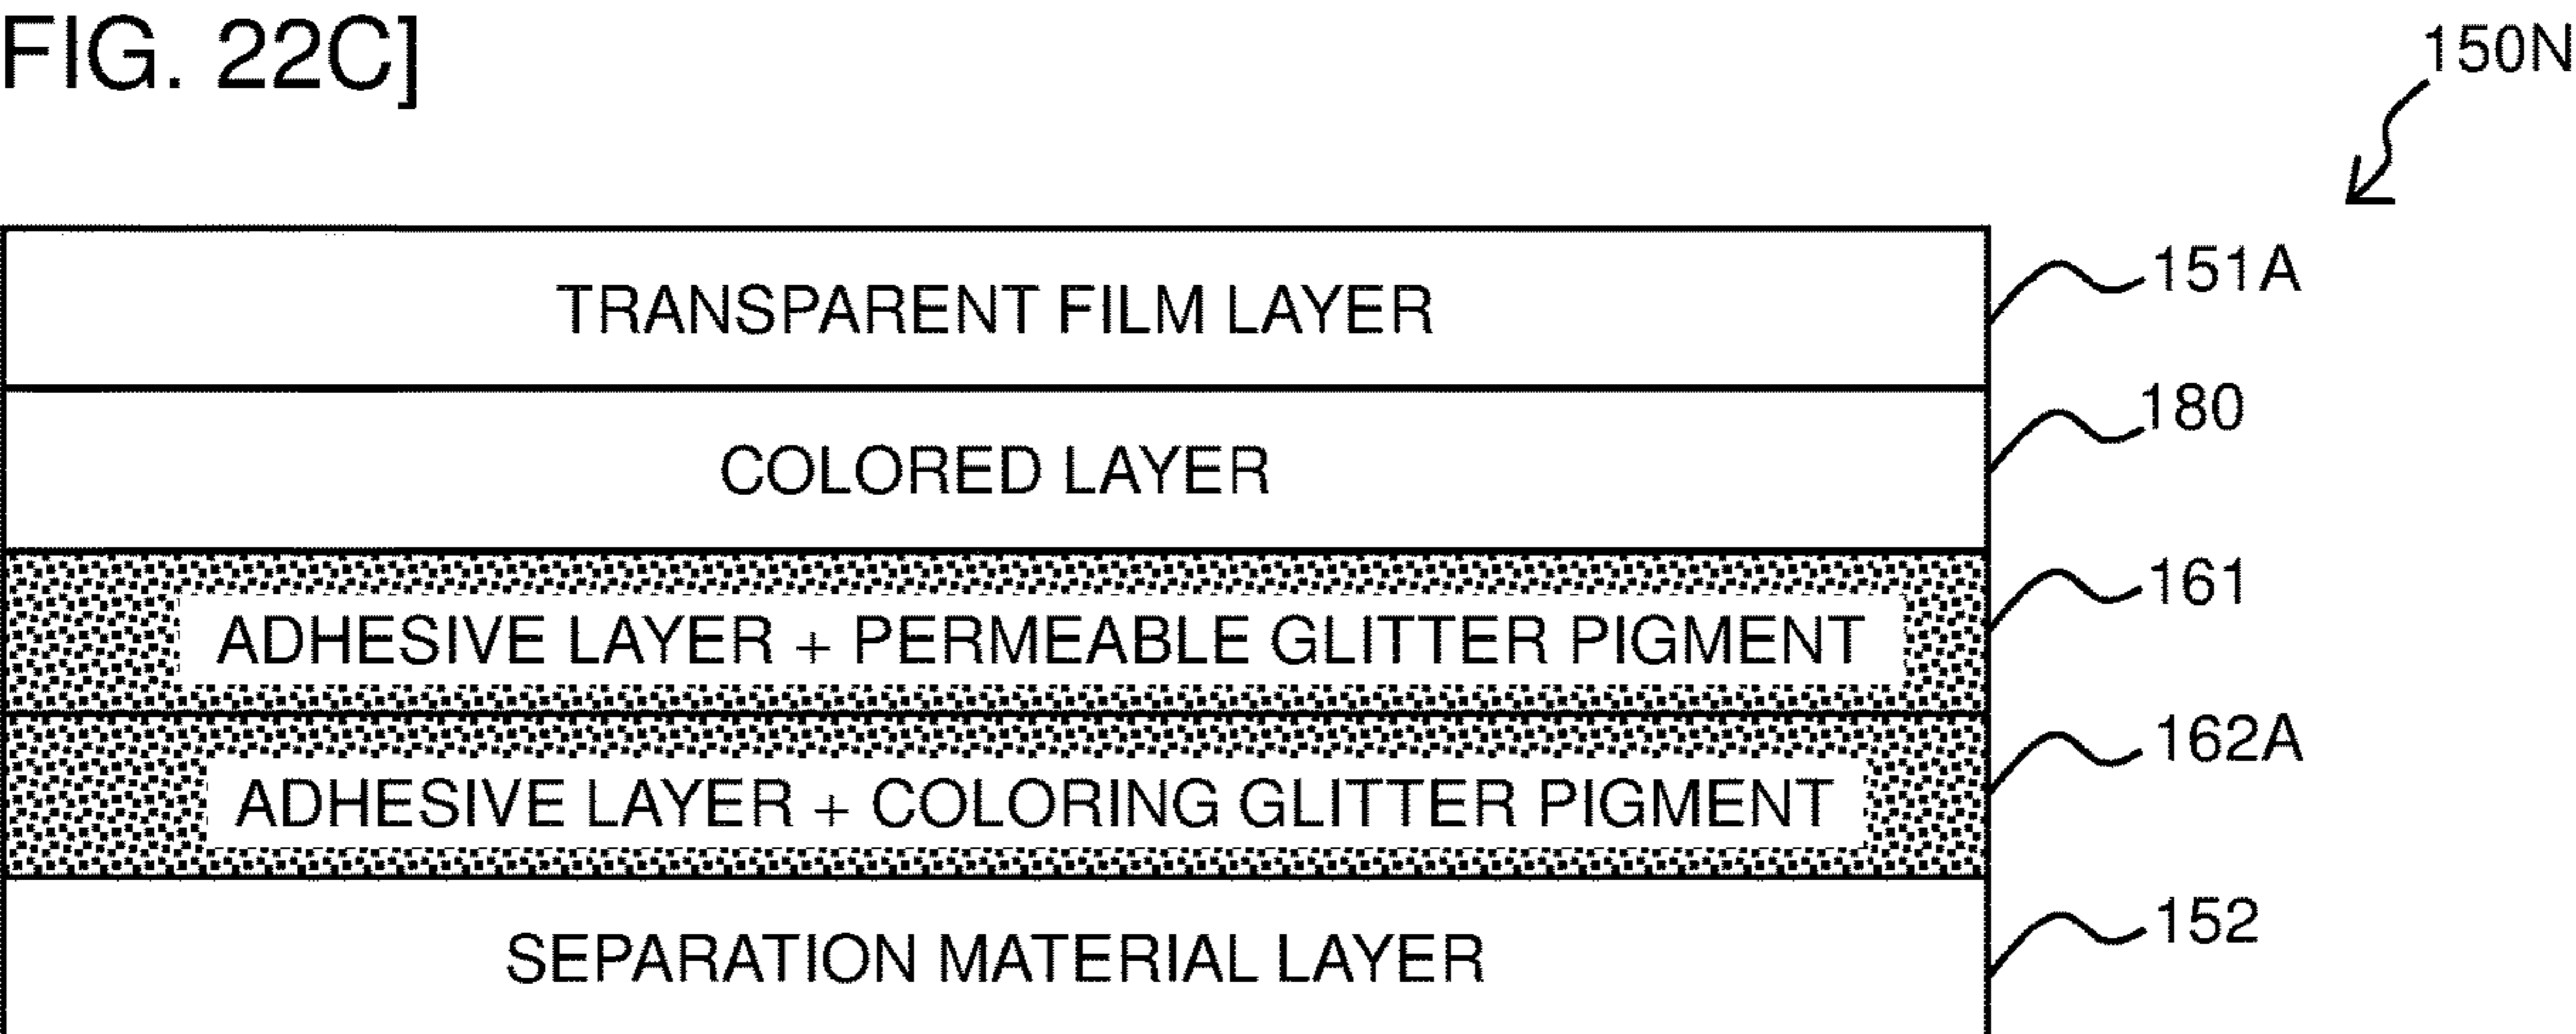 FIG. 22C]
150N
TRANSPARENT FILM LAYER 151A
COLORED LAYER 180
ADHESIVE LAYER + PERMEABLE GLITTER PIGMENT 161
ADHESIVE LAYER + COLORING GLITTER PIGMENT 162A
SEPARATION MATERIAL LAYER 152